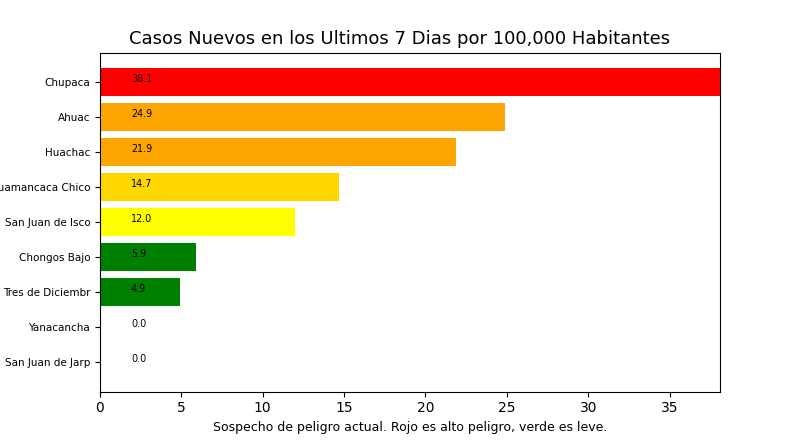 Casos Nuevos en los Ultimos 7 Dias por 100,000 Habitantes
Chupaca 38.1
Ahuac 24.9
Huachac 21.9
uamancaca Chico 14.7
San Juan de Isco 12.0
Chongos Bajo 5.9
Tres de Diciembr 4.9
Yanacancha 0.0
San Juan de Jarp 0.0
0 5 10 15 20 25 30 35
Sospecho de peligro actual. Rojo es alto peligro, verde es leve.